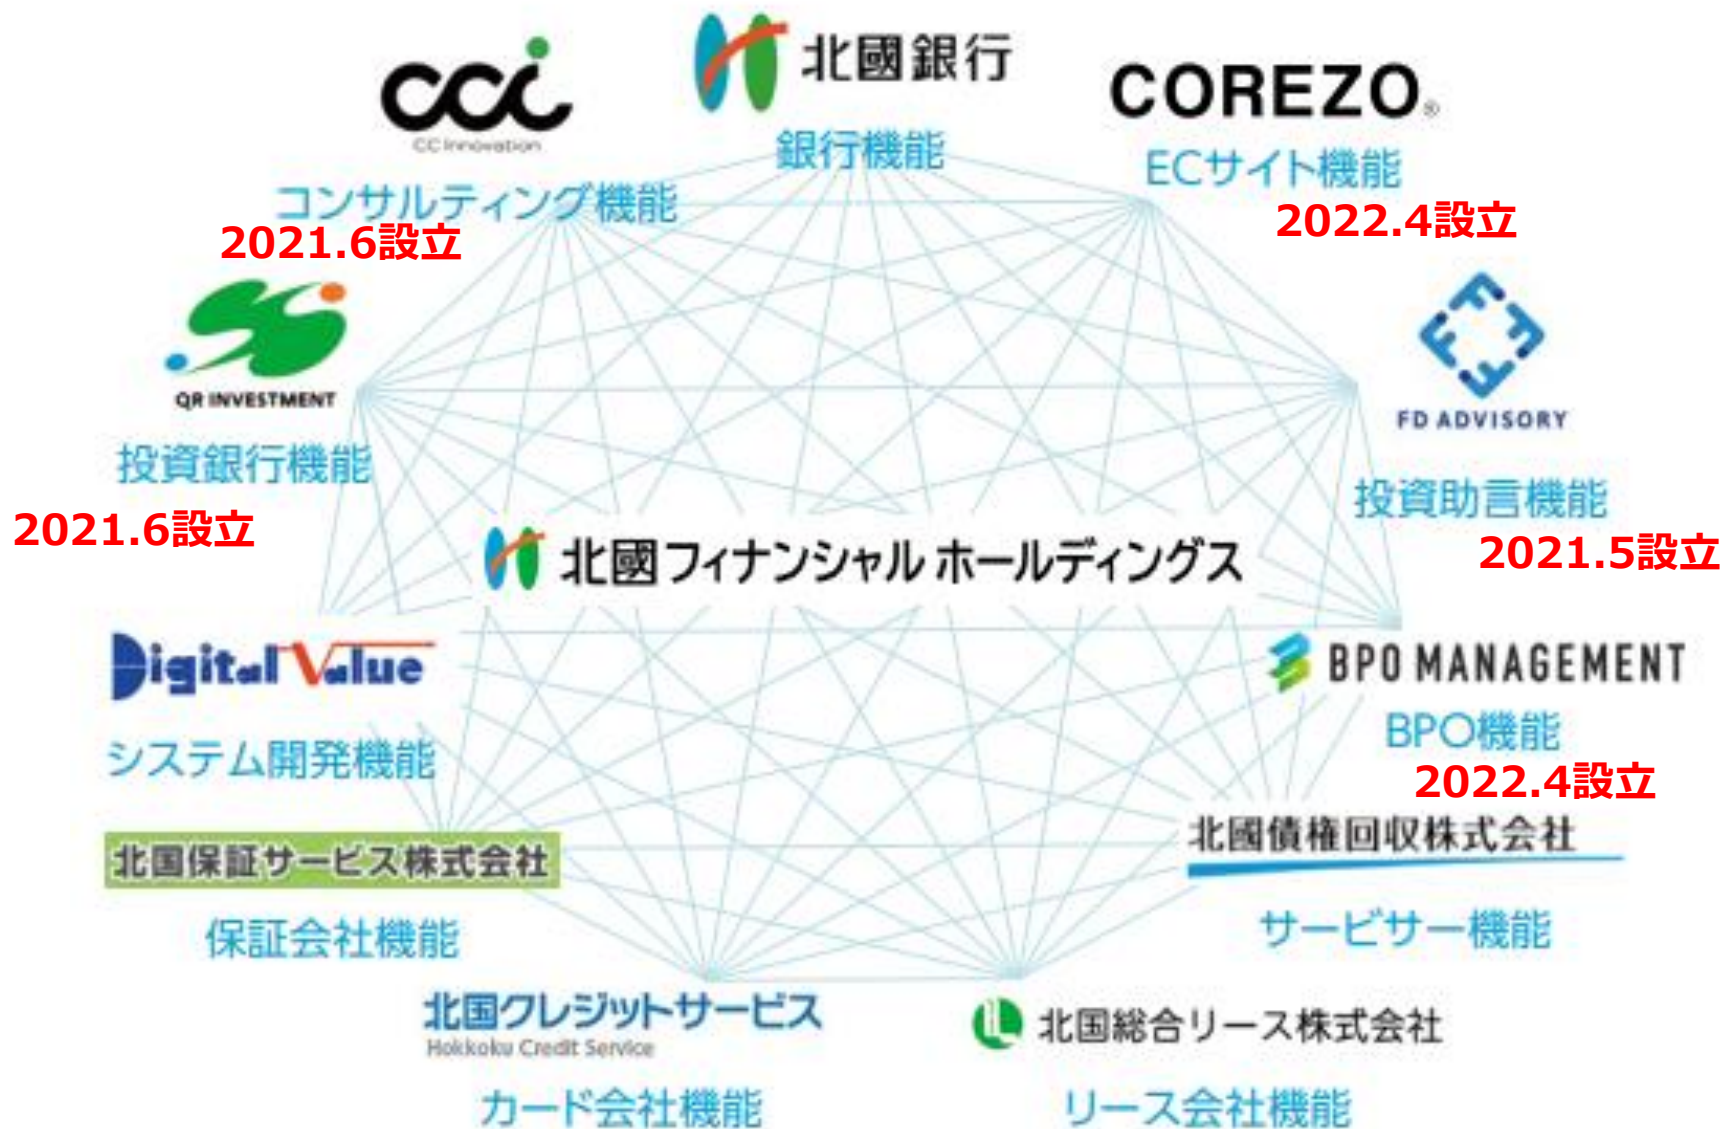 cci
CC Innovation
コンサルティング機能
2021.6設立
北國銀行
銀行機能
COREZO®
ECサイト機能
2022.4設立
QR INVESTMENT
投資銀行機能
2021.6設立
FD ADVISORY
投資助言機能
2021.5設立
北國フィナンシャルホールディングス
Digital Value
システム開発機能
BPO MANAGEMENT
BPO機能
2022.4設立
北国保証サービス株式会社
保証会社機能
北國債権回収株式会社
サービサー機能
北国クレジットサービス
Hokkoku Credit Service
カード会社機能
北国総合リース株式会社
リース会社機能